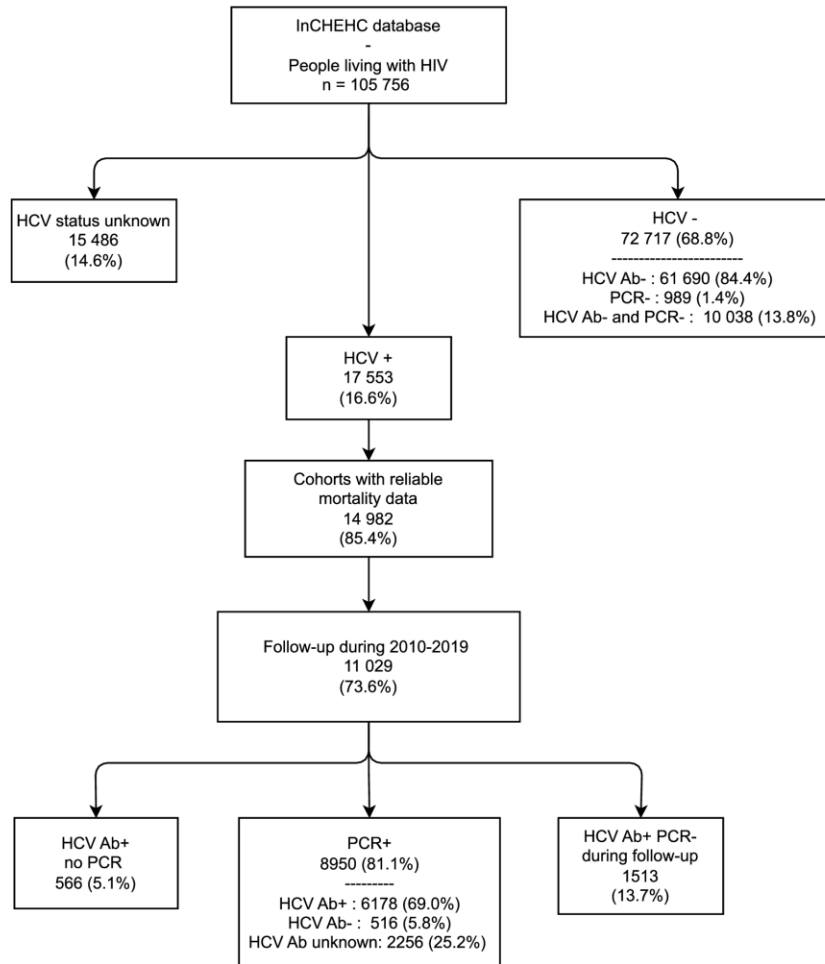 InCHEHC database
-
People living with HIV
n = 105 756
HCV status unknown
15 486
(14.6%)
HCV -
72 717 (68.8%)
-------------------------
HCV Ab- : 61 690 (84.4%)
PCR- : 989 (1.4%)
HCV Ab- and PCR- : 10 038 (13.8%)
HCV +
17 553
(16.6%)
Cohorts with reliable
mortality data
14 982
(85.4%)
Follow-up during 2010-2019
11 029
(73.6%)
HCV Ab+
no PCR
566 (5.1%)
PCR+
8950 (81.1%)
---------
HCV Ab+ : 6178 (69.0%)
HCV Ab- : 516 (5.8%)
HCV Ab unknown: 2256 (25.2%)
HCV Ab+ PCR-
during follow-up
1513
(13.7%)